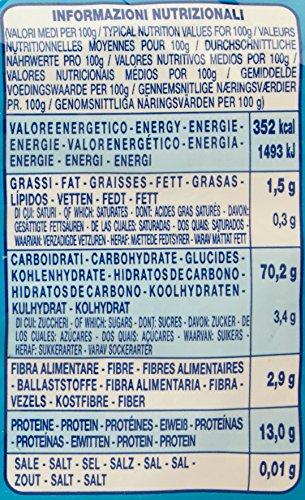 INFORMAZIONI NUTRIZIONALI
(VALORI MEDI PER 100g / TYPICAL NUTRITION VALUES FOR 100g / VALEURS
NUTRITIONNELLES MOYENNES POUR 100g / DURCHSCHNITTLICHE
NÄHRWERTE PRO 100g / VALORES NUTRITIVOS MEDIOS POR 100g /
VALORES NUTRICIONAIS MÉDIOS POR 100g / GEMIDDELDE
VOEDINGSWAARDE PER 100g / GENNEMSNITLIGE NÆRINGSVÆRDIER
PR. 100g / GENOMSNITTLIGA NÄRINGSVÄRDEN PER 100 g)
VALORE ENERGETICO - ENERGY - ENERGIE - 352 kcal
ENERGIE - VALOR ENERGÉTICO - ENERGIA - 1493 kJ
ENERGIE - ENERGI - ENERGI
GRASSI - FAT - GRAISSES - FETT - GRASAS - 1,5 g
LÍPIDOS - VETTEN - FEDT - FETT
DI CUI: SATURI - OF WHICH: SATURATES - DONT: ACIDES GRAS SATURÉS - DAVON: 0,3 g
GESÄTTIGTE FETTSÄUREN - DE LAS CUALES: SATURADAS - DOS QUAIS: SATURADOS -
WAARVAN: VERZADIGDE VETZUREN - HERAF: MÆTTEDE FEDTSYRER - VARAV MÄTTAT FETT
CARBOIDRATI - CARBOHYDRATE - GLUCIDES - 70,2 g
KOHLENHYDRATE - HIDRATOS DE CARBONO -
HIDRATOS DE CARBONO - KOOLHYDRATEN -
KULHYDRAT - KOLHYDRAT
DI CUI: ZUCCHERI - OF WHICH: SUGARS - DONT: SUCRES - DAVON: ZUCKER - DE 3,4 g
LOS CUALES: AZÚCARES - DOS QUAIS: AÇÚCARES - WAARVAN: SUIKERS -
HERAF: SUKKERARTER - VARAV SOCKERARTER
FIBRA ALIMENTARE - FIBRE - FIBRES ALIMENTAIRES 2,9 g
- BALLASTSTOFFE - FIBRA ALIMENTARIA - FIBRA -
VEZELS - KOSTFIBRE - FIBER
PROTEINE - PROTEIN - PROTÉINES - EIWEIß - PROTEÍNAS 13,0 g
- PROTEÍNAS - EIWITTEN - PROTEIN - PROTEIN
SALE - SALT - SEL - SALZ - SAL - SAL - 0,01 g
ZOUT - SALT - SALT